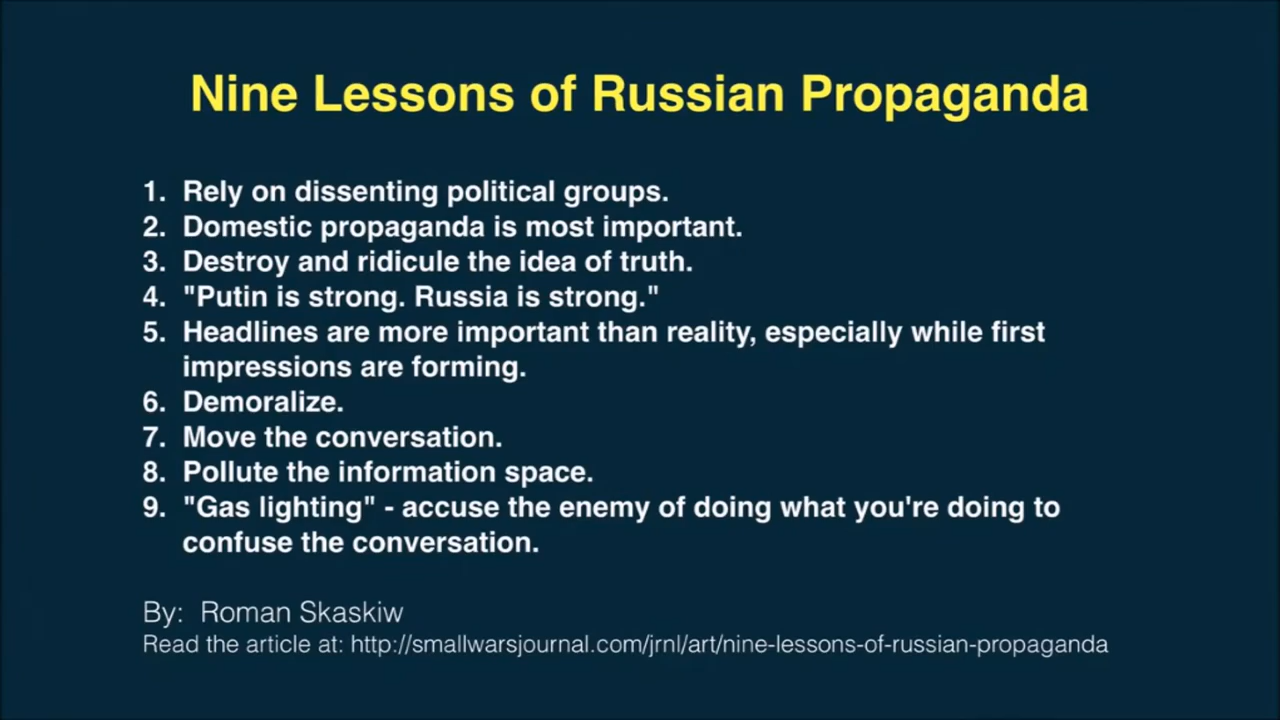 Nine Lessons of Russian Propaganda
1. Rely on dissenting political groups.
2. Domestic propaganda is most important.
3. Destroy and ridicule the idea of truth.
4. "Putin is strong. Russia is strong."
5. Headlines are more important than reality, especially while first
impressions are forming.
6. Demoralize.
7. Move the conversation.
8. Pollute the information space.
9. "Gas lighting" - accuse the enemy of doing what you're doing to
confuse the conversation.
By: Roman Skaskiw
Read the article at: http://smallwarsjournal.com/jrnl/art/nine-lessons-of-russian-propaganda